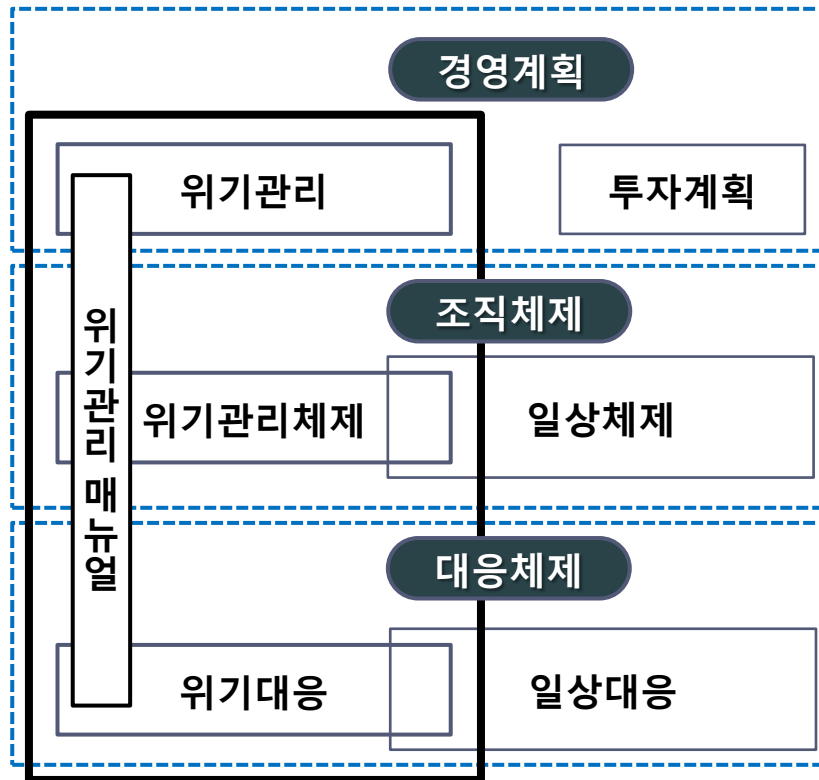 경영계획
위기관리
투자계획
위기관리 매뉴얼
조직체제
위기관리체제
일상체제
대응체제
위기대응
일상대응